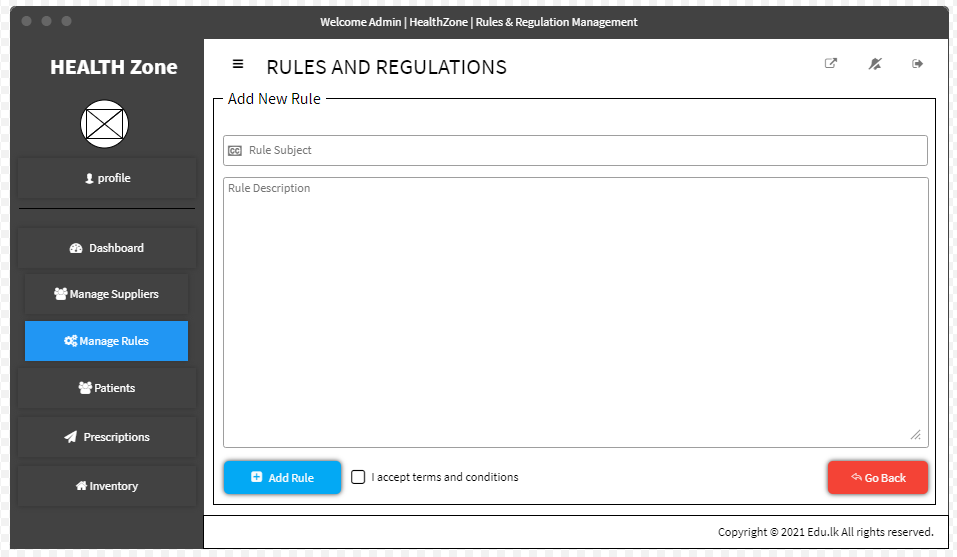 Welcome Admin | HealthZone | Rules & Regulation Management
HEALTH Zone
profile
Dashboard
Manage Suppliers
Manage Rules
Patients
Prescriptions
Inventory
RULES AND REGULATIONS
Add New Rule
CC Rule Subject
Rule Description
Add Rule
I accept terms and conditions
Go Back
Copyright © 2021 Edu.lk All rights reserved.